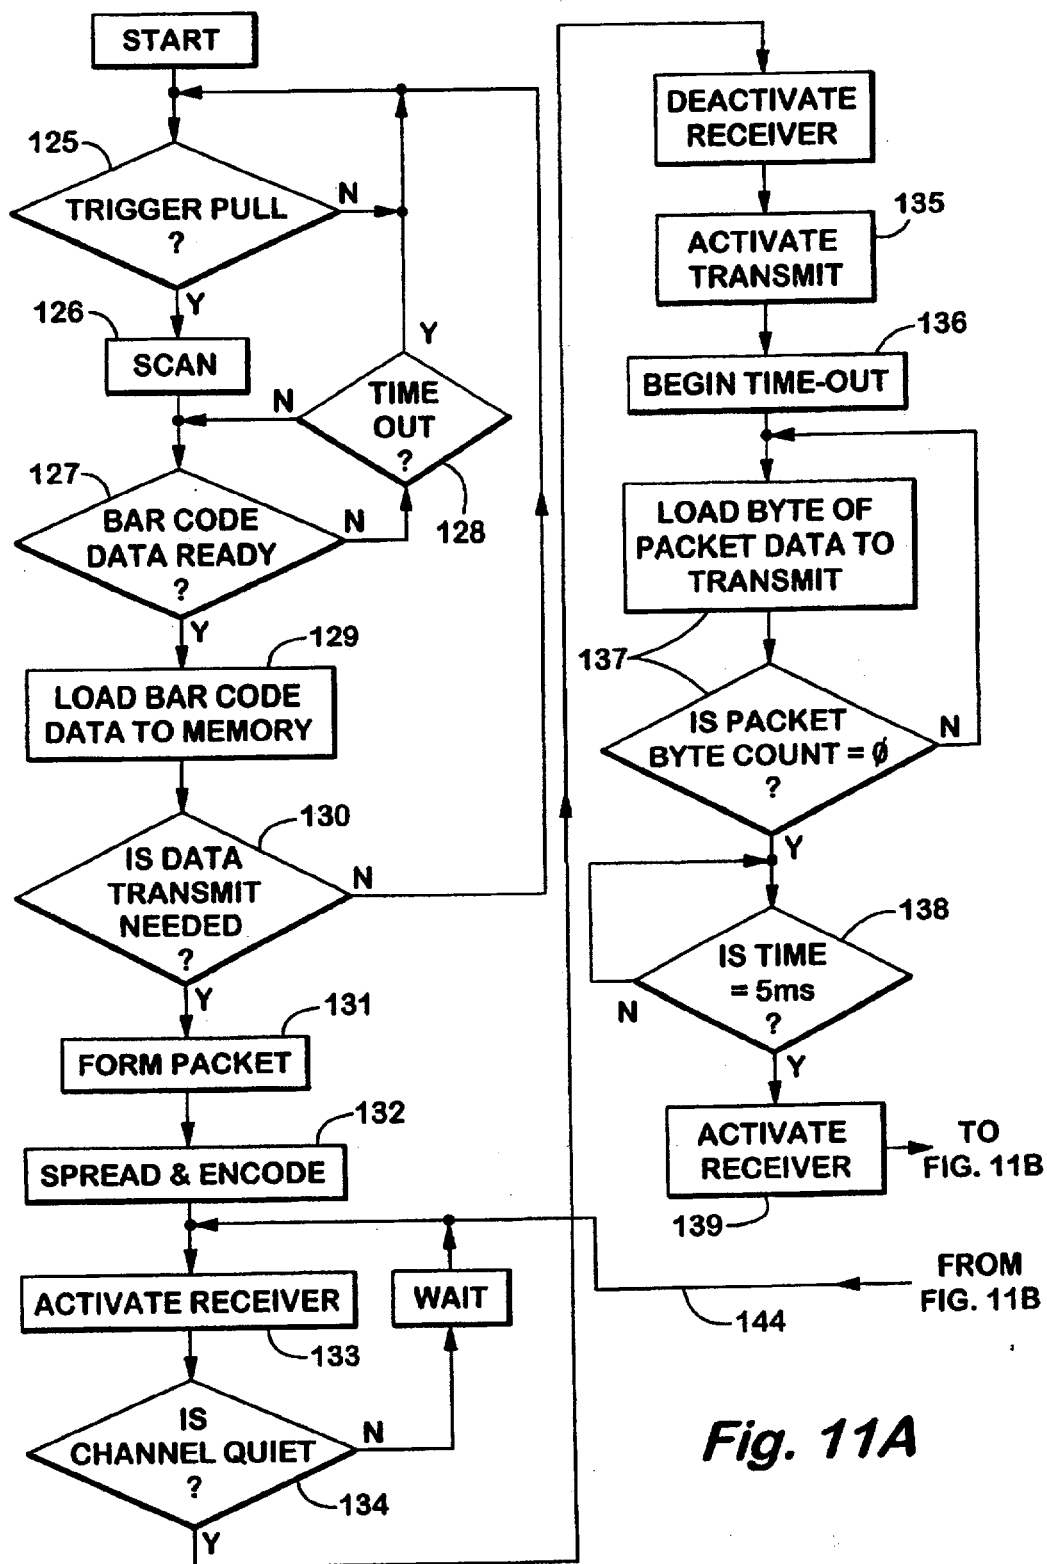 START
125
TRIGGER PULL
?
N
Y
126
SCAN
Y
N
TIME
OUT
?
128
127
BAR CODE
DATA READY
?
N
Y
129
LOAD BAR CODE
DATA TO MEMORY
130
IS DATA
TRANSMIT
NEEDED
?
N
Y
131
FORM PACKET
132
SPREAD & ENCODE
ACTIVATE RECEIVER
133
WAIT
IS
CHANNEL QUIET
?
N
134
Y
DEACTIVATE
RECEIVER
135
ACTIVATE
TRANSMIT
136
BEGIN TIME-OUT
LOAD BYTE OF
PACKET DATA TO
TRANSMIT
137
IS PACKET
BYTE COUNT = ∅
?
N
Y
138
IS TIME
= 5ms
?
N
Y
ACTIVATE
RECEIVER
139
TO
FIG. 11B
FROM
FIG. 11B
144
Fig. 11A